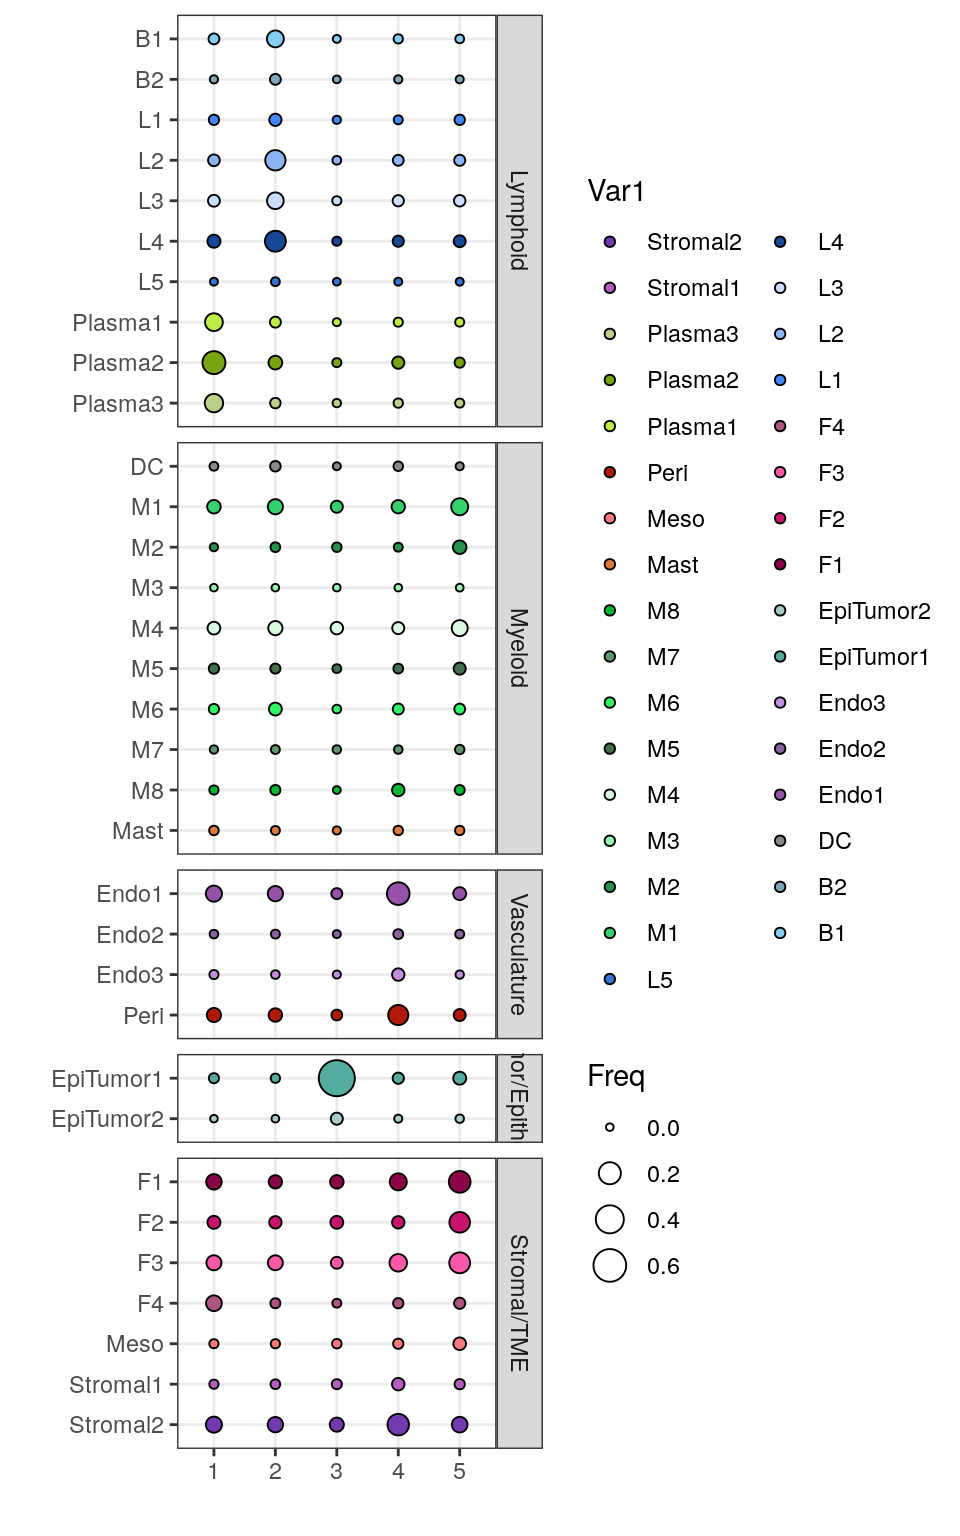 B1
B2
L1
L2
L3
L4
L5
Plasma1
Plasma2
Plasma3
Lymphoid
DC
M1
M2
M3
M4
M5
M6
M7
M8
Mast
Myeloid
Endo1
Endo2
Endo3
Peri
Vasculature
EpiTumor1
EpiTumor2
or/Epith
F1
F2
F3
F4
Meso
Stromal1
Stromal2
Stromal/TME
1 2 3 4 5
Var1
Stromal2 L4
Stromal1 L3
Plasma3 L2
Plasma2 L1
Plasma1 F4
Peri F3
Meso F2
Mast F1
M8 EpiTumor2
M7 EpiTumor1
M6 Endo3
M5 Endo2
M4 Endo1
M3 DC
M2 B2
M1 B1
L5
Freq
0.0
0.2
0.4
0.6